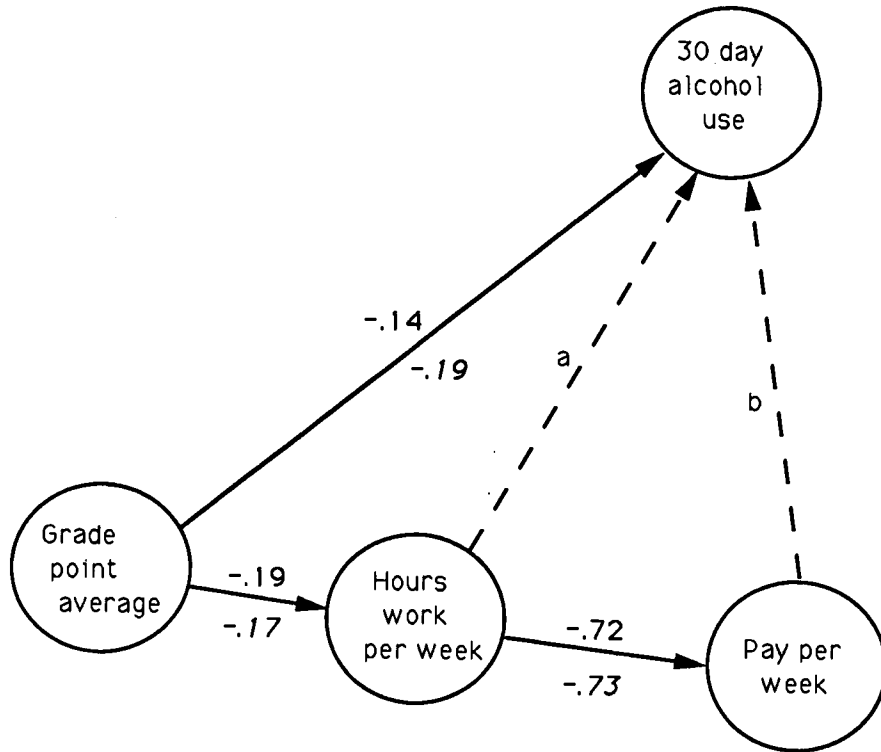 30 day
alcohol
use
-.14
-.19
a
b
Grade
point
average
-.19
-.17
Hours
work
per week
-.72
-.73
Pay per
week